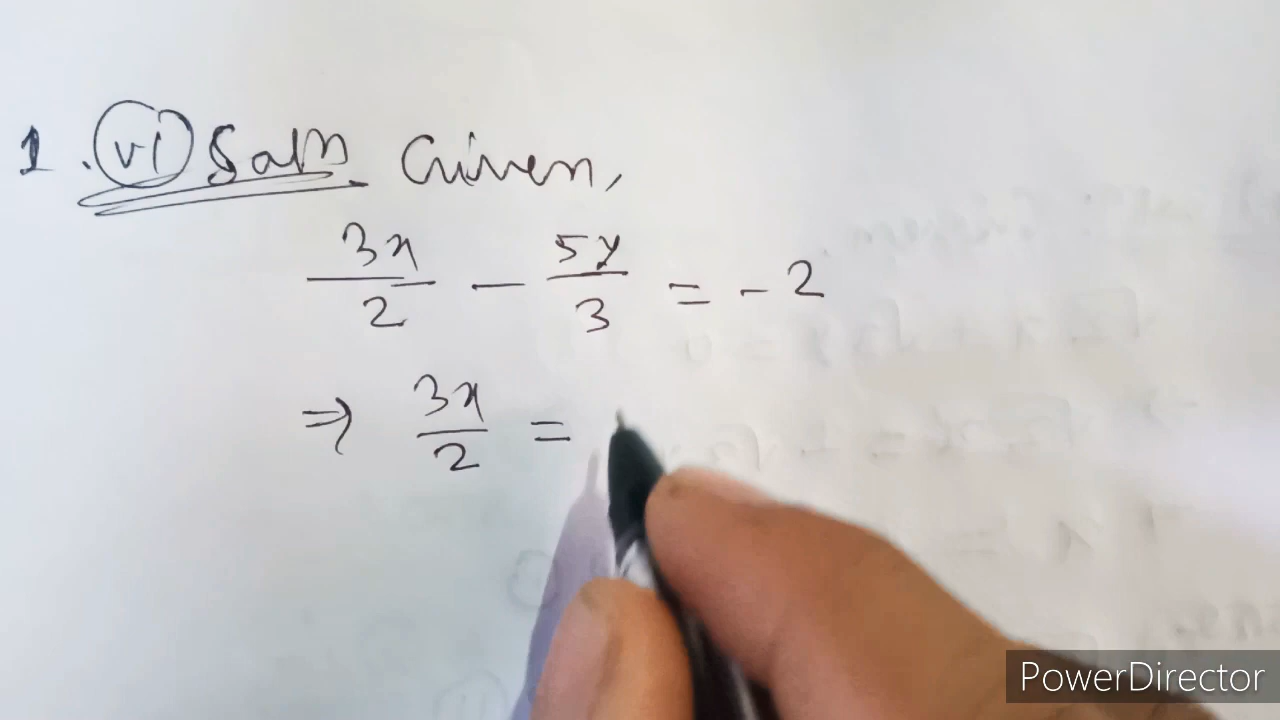 1. (vi) Soln Given,
3x/2 - 5y/3 = -2
⇒ 3x/2 =
PowerDirector